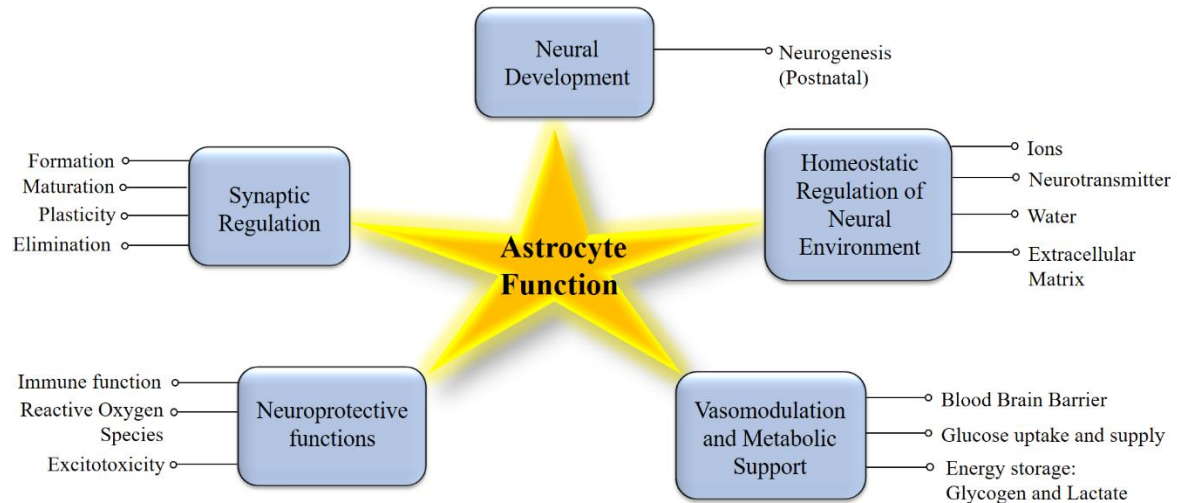 Neural
Development
Neurogenesis
(Postnatal)
Formation
Maturation
Plasticity
Elimination
Synaptic
Regulation
Homeostatic
Regulation of
Neural
Environment
Ions
Neurotransmitter
Water
Extracellular
Matrix
Astrocyte
Function
Immune function
Reactive Oxygen
Species
Excitotoxicity
Neuroprotective
functions
Vasomodulation
and Metabolic
Support
Blood Brain Barrier
Glucose uptake and supply
Energy storage:
Glycogen and Lactate